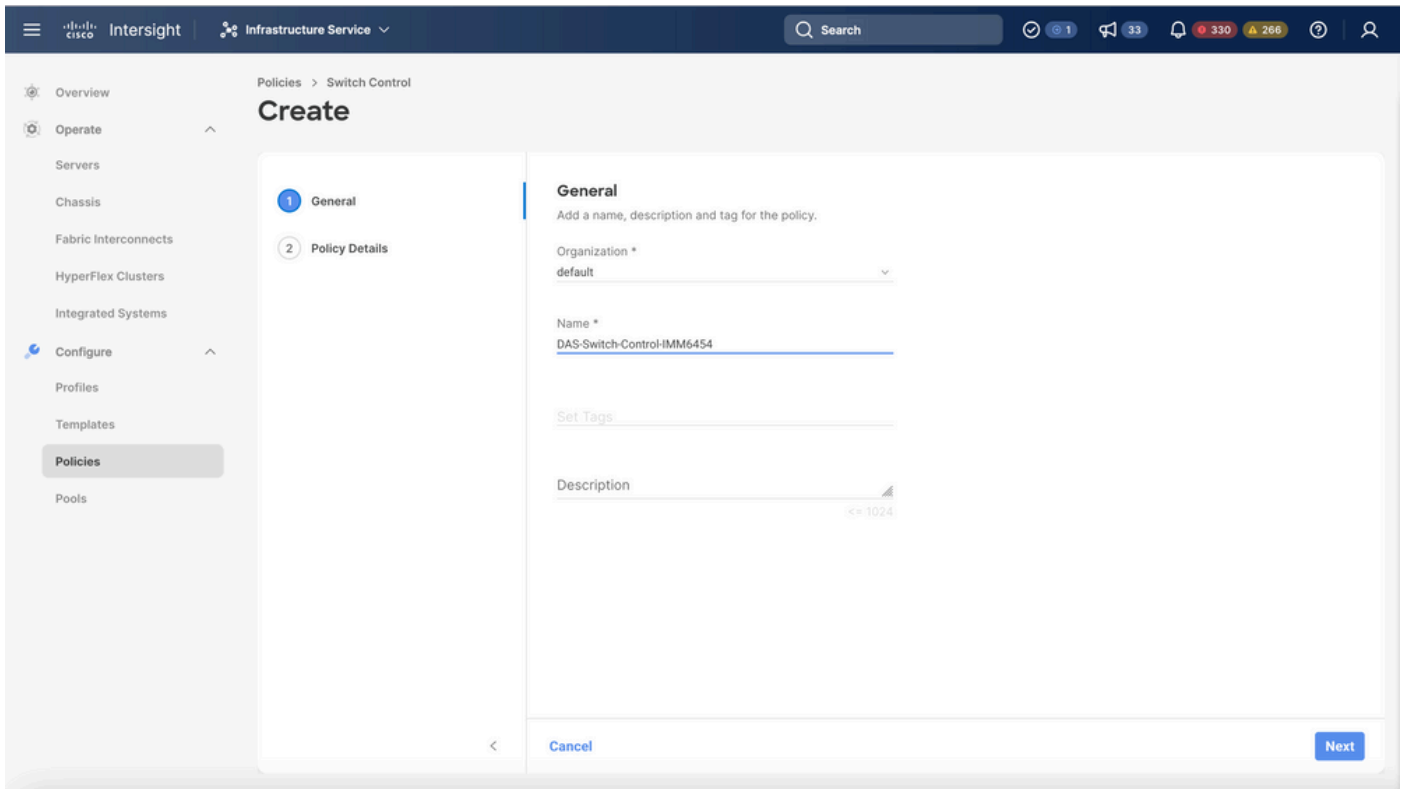 cisco Intersight Infrastructure Service Search 1 33 330 266
Overview
Operate
Servers
Chassis
Fabric Interconnects
HyperFlex Clusters
Integrated Systems
Configure
Profiles
Templates
Policies
Pools
Policies > Switch Control
Create
1 General
2 Policy Details
General
Add a name, description and tag for the policy.
Organization *
default
Name *
DAS-Switch-Control-IMM6454
Set Tags
Description
<= 1024
< Cancel Next